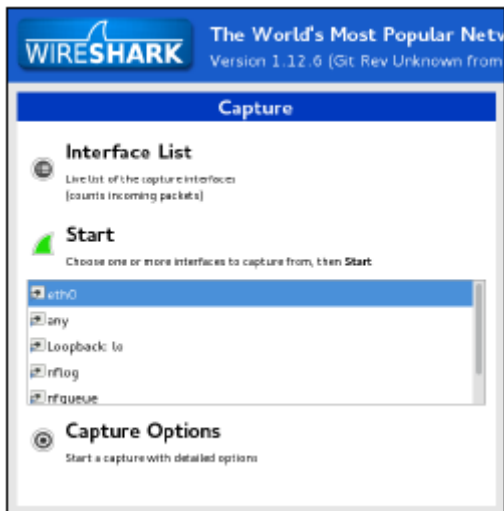 WIRESHARK
The World's Most Popular Netw
Version 1.12.6 (Git Rev Unknown from
Capture
Interface List
Live list of the capture interfaces
(counts incoming packets)
Start
Choose one or more interfaces to capture from, then Start
eth0
any
Loopback: lo
nflog
nfqueue
Capture Options
Start a capture with detailed options